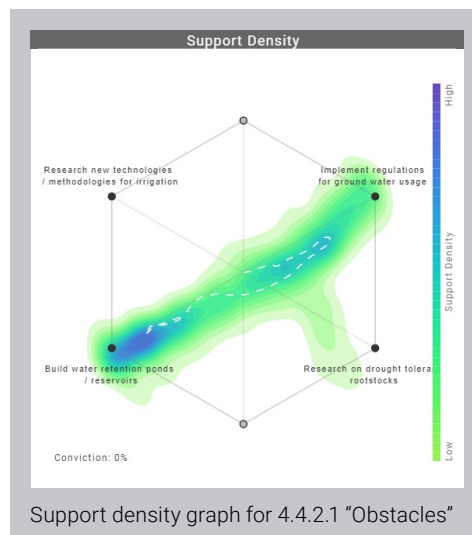 Support Density
Research new technologies
/ methodologies for irrigation
Implement regulations
for ground water usage
High
Support Density
Low
Build water retention ponds
/ reservoirs
Research on drought tolera
rootstocks
Conviction: 0%
Support density graph for 4.4.2.1 “Obstacles”